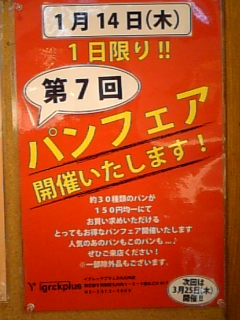 1月14日(木)
1日限り!!
第7回
パンフェア
開催いたします!
約30種類のパンが
150円均一にて
お買い求めいただける
とってもお得なパンフェア開催いたします
人気のあのパンもこのパンも…♪
ぜひご来店ください!
※一部除外品もございます.
igrekplus
次回は
3月25日(木)
開催!!